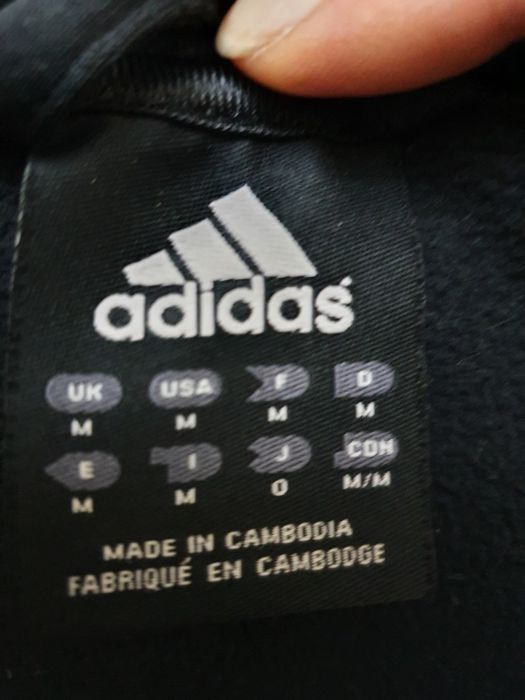 adidas
UK USA F D
M M M M
E I J CDN
M M O M/M
MADE IN CAMBODIA
FABRIQUÉ EN CAMBODGE